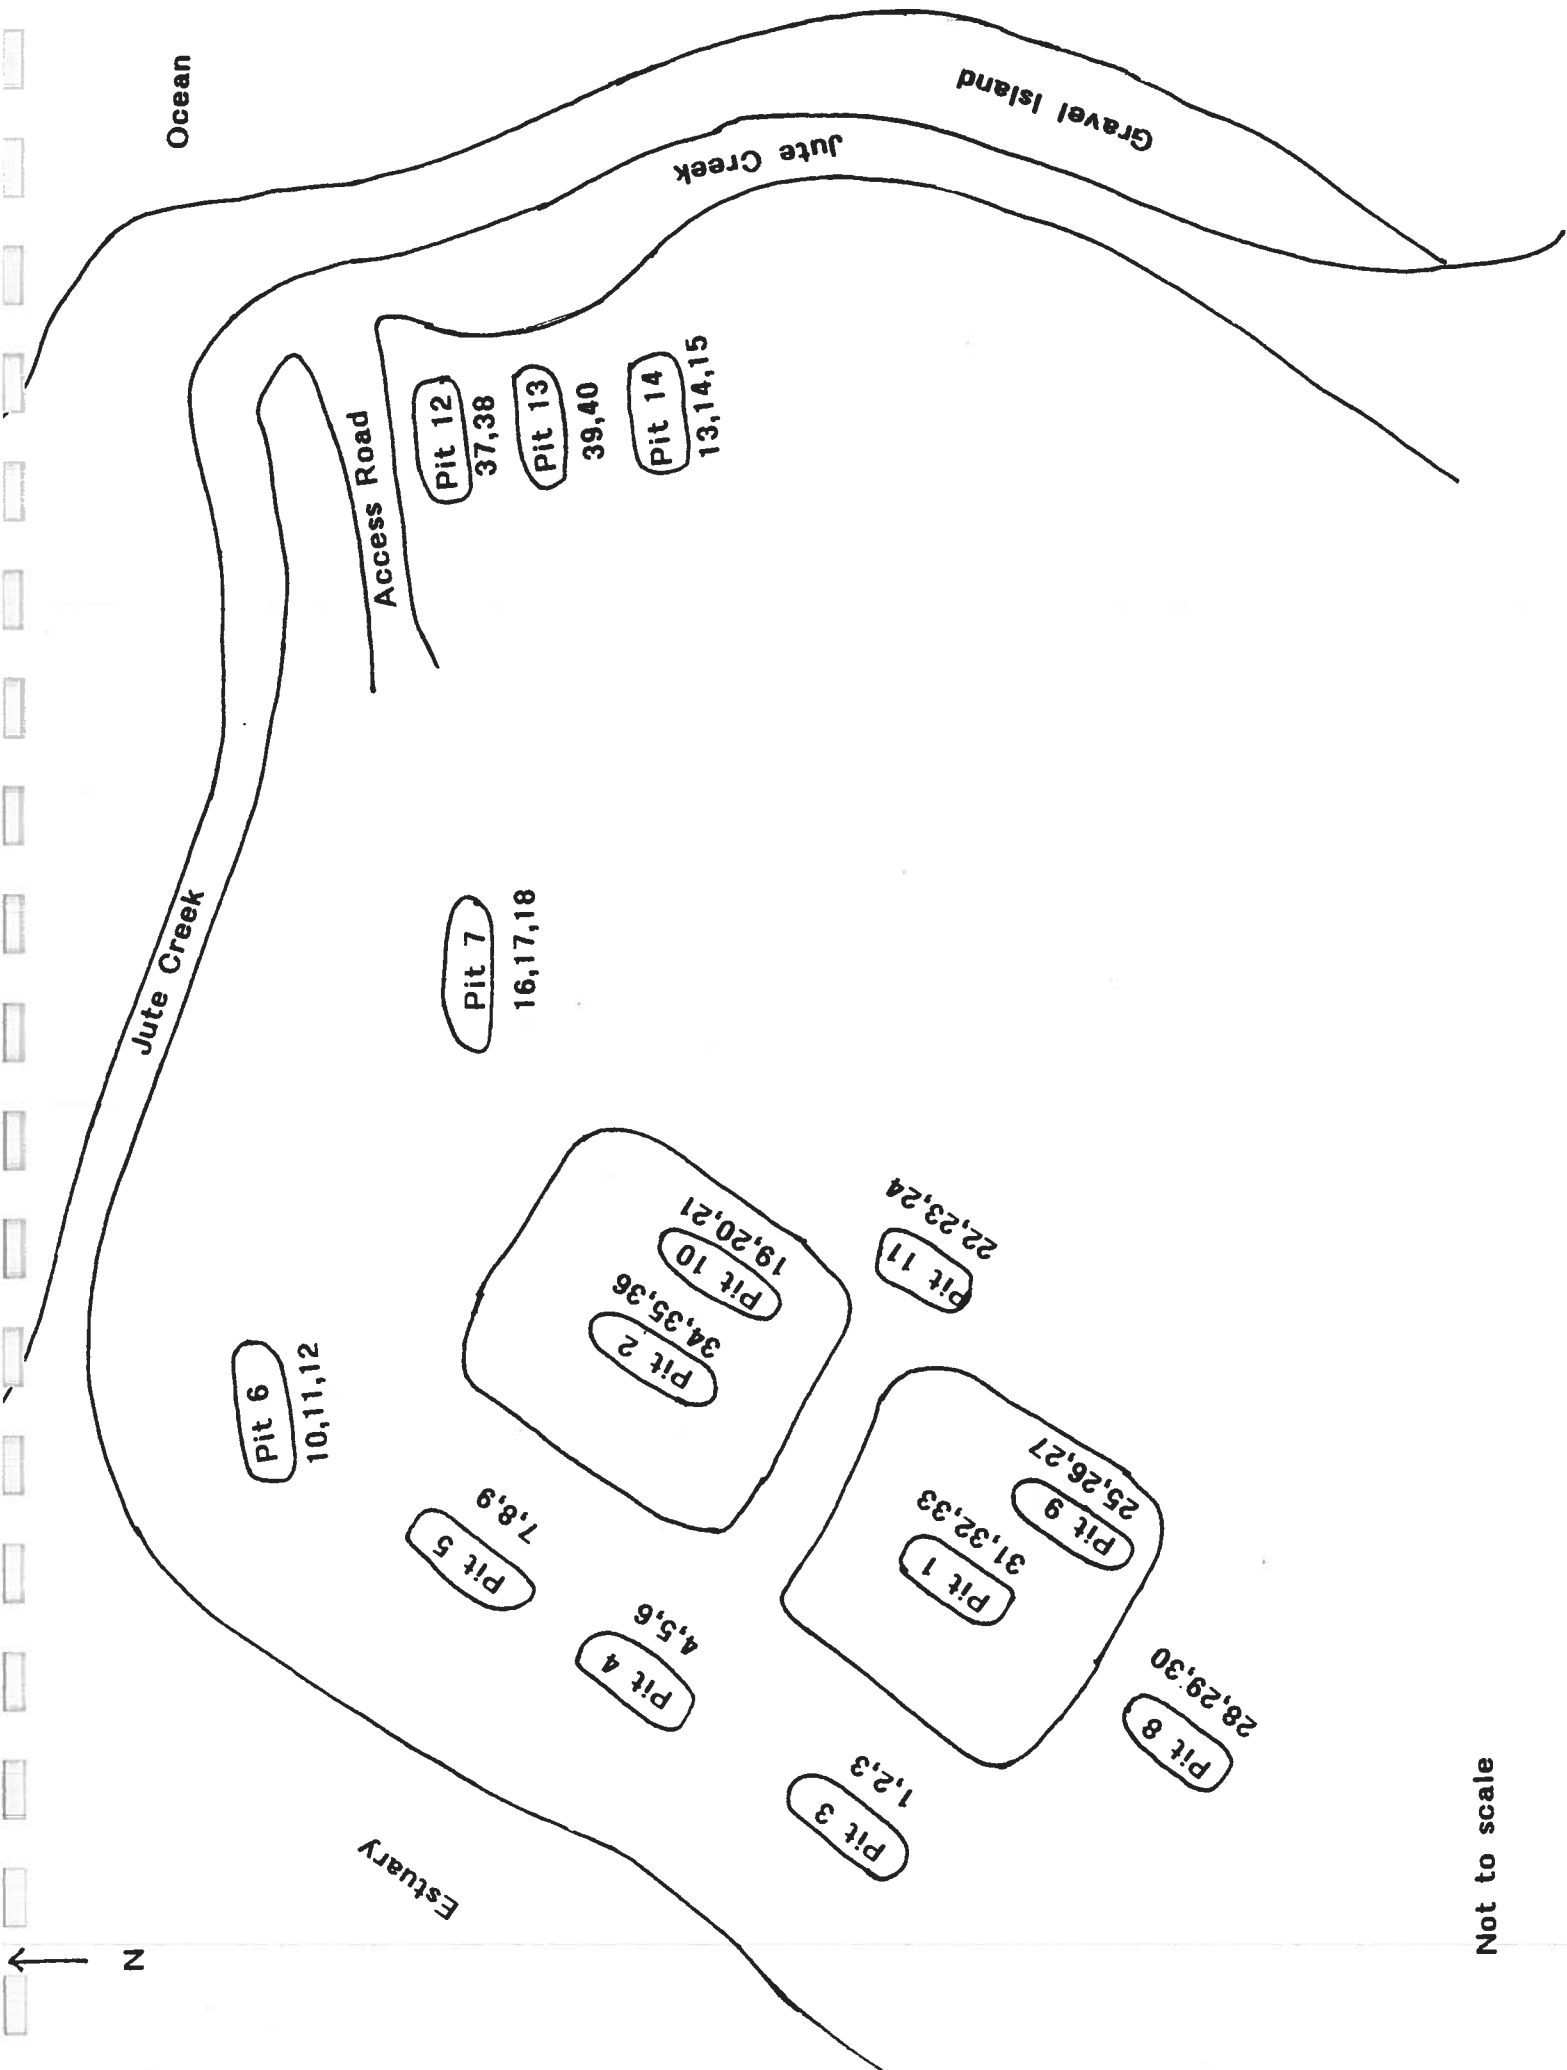 Ocean
Gravel Island
Jute Creek
Access Road
Pit 12
37,38
Pit 13
39,40
Pit 14
13,14,15
Jute Creek
Pit 7
16,17,18
Pit 6
10,11,12
Pit 10
19,20,21
Pit 2
34,35,36
Pit 11
22,23,24
Pit 5
7,8,9
Pit 4
4,5,6
Pit 9
25,26,27
Pit 1
31,32,33
Pit 3
1,2,3
Pit 8
28,29,30
Estuary
N
Not to scale